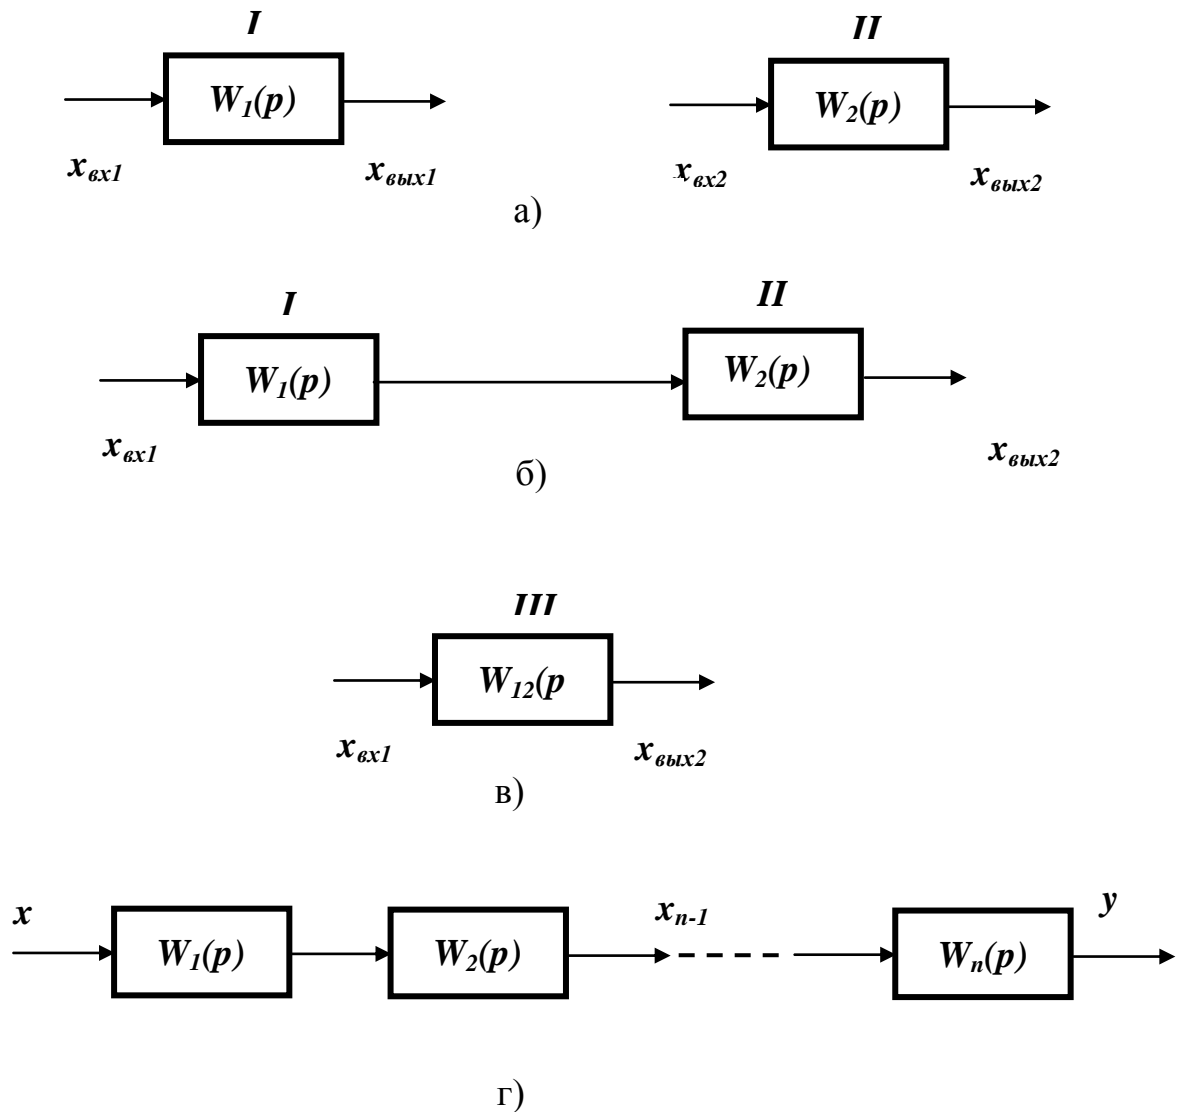 I II
W1(p) W2(p)
xвх1 xвых1 xвх2 xвых2
а)
I II
W1(p) W2(p)
xвх1 xвых2
б)
III
W12(p
xвх1 xвых2
в)
x xn-1 y
W1(p) W2(p) Wn(p)
г)